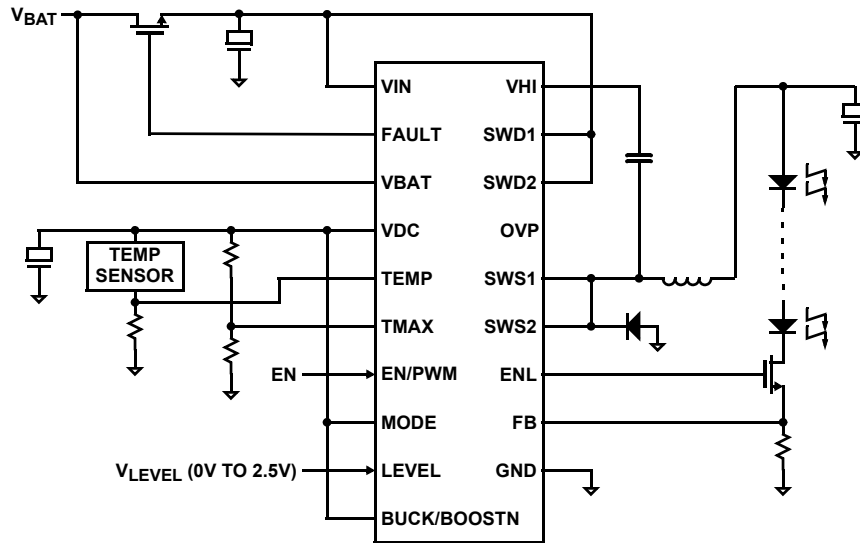 VBAT
VIN
FAULT
VBAT
VDC
TEMP
TMAX
EN/PWM
MODE
LEVEL
BUCK/BOOSTN
VHI
SWD1
SWD2
OVP
SWS1
SWS2
ENL
FB
GND
TEMP
SENSOR
EN
VLEVEL (0V TO 2.5V)